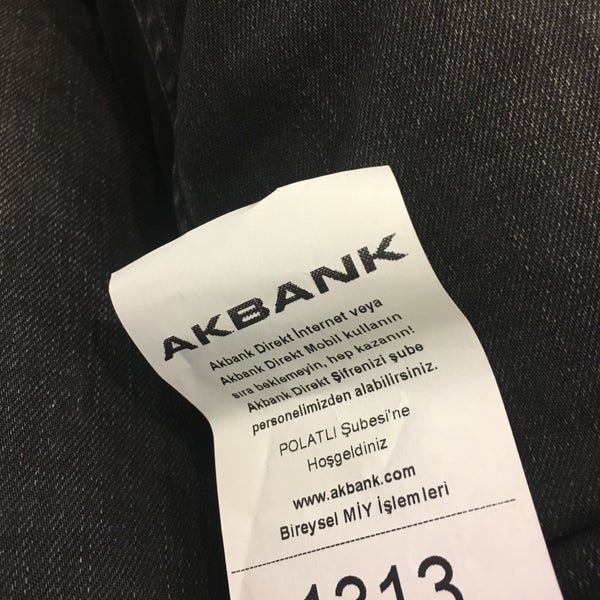 AKBANK
Akbank Direkt İnternet veya
Akbank Direkt Mobil kullanın
sıra beklemeyin, hep kazanın!
Akbank Direkt Şifrenizi şube
personelimizden alabilirsiniz.
POLATLI Şubesi'ne
Hoşgeldiniz
www.akbank.com
Bireysel MİY İşlemleri
1213